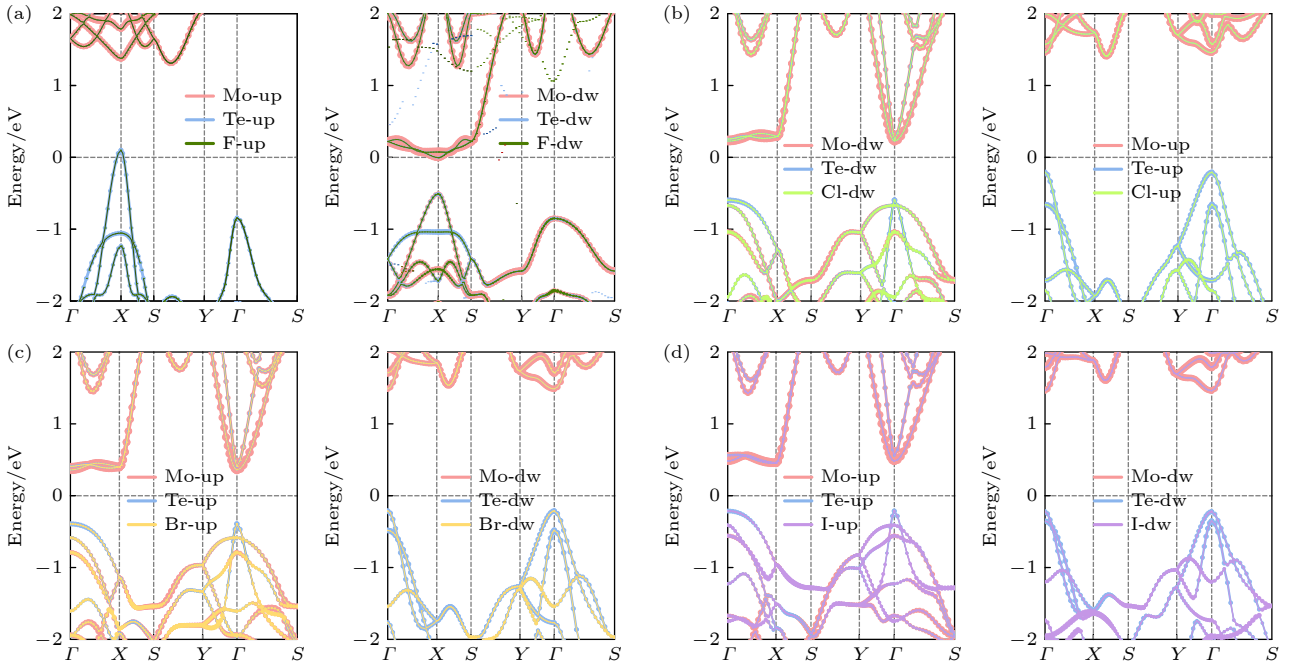 (a)
Energy/eV
2
1
0
−1
−2
Mo-up
Te-up
F-up
Γ X S Y Γ S
Energy/eV
2
1
0
−1
−2
Mo-dw
Te-dw
F-dw
Γ X S Y Γ S
(b)
Energy/eV
2
1
0
−1
−2
Mo-dw
Te-dw
Cl-dw
Γ X S Y Γ S
Energy/eV
2
1
0
−1
−2
Mo-up
Te-up
Cl-up
Γ X S Y Γ S
(c)
Energy/eV
2
1
0
−1
−2
Mo-up
Te-up
Br-up
Γ X S Y Γ S
Energy/eV
2
1
0
−1
−2
Mo-dw
Te-dw
Br-dw
Γ X S Y Γ S
(d)
Energy/eV
2
1
0
−1
−2
Mo-up
Te-up
I-up
Γ X S Y Γ S
Energy/eV
2
1
0
−1
−2
Mo-dw
Te-dw
I-dw
Γ X S Y Γ S